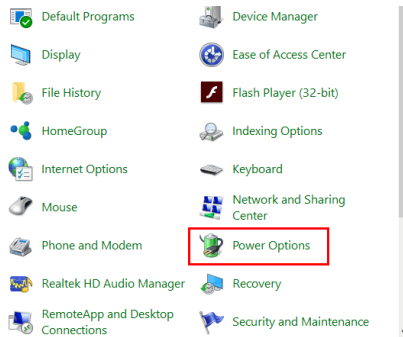 Default Programs
Device Manager
Display
Ease of Access Center
File History
Flash Player (32-bit)
HomeGroup
Indexing Options
Internet Options
Keyboard
Mouse
Network and Sharing
Center
Phone and Modem
Power Options
Realtek HD Audio Manager
Recovery
RemoteApp and Desktop
Connections
Security and Maintenance